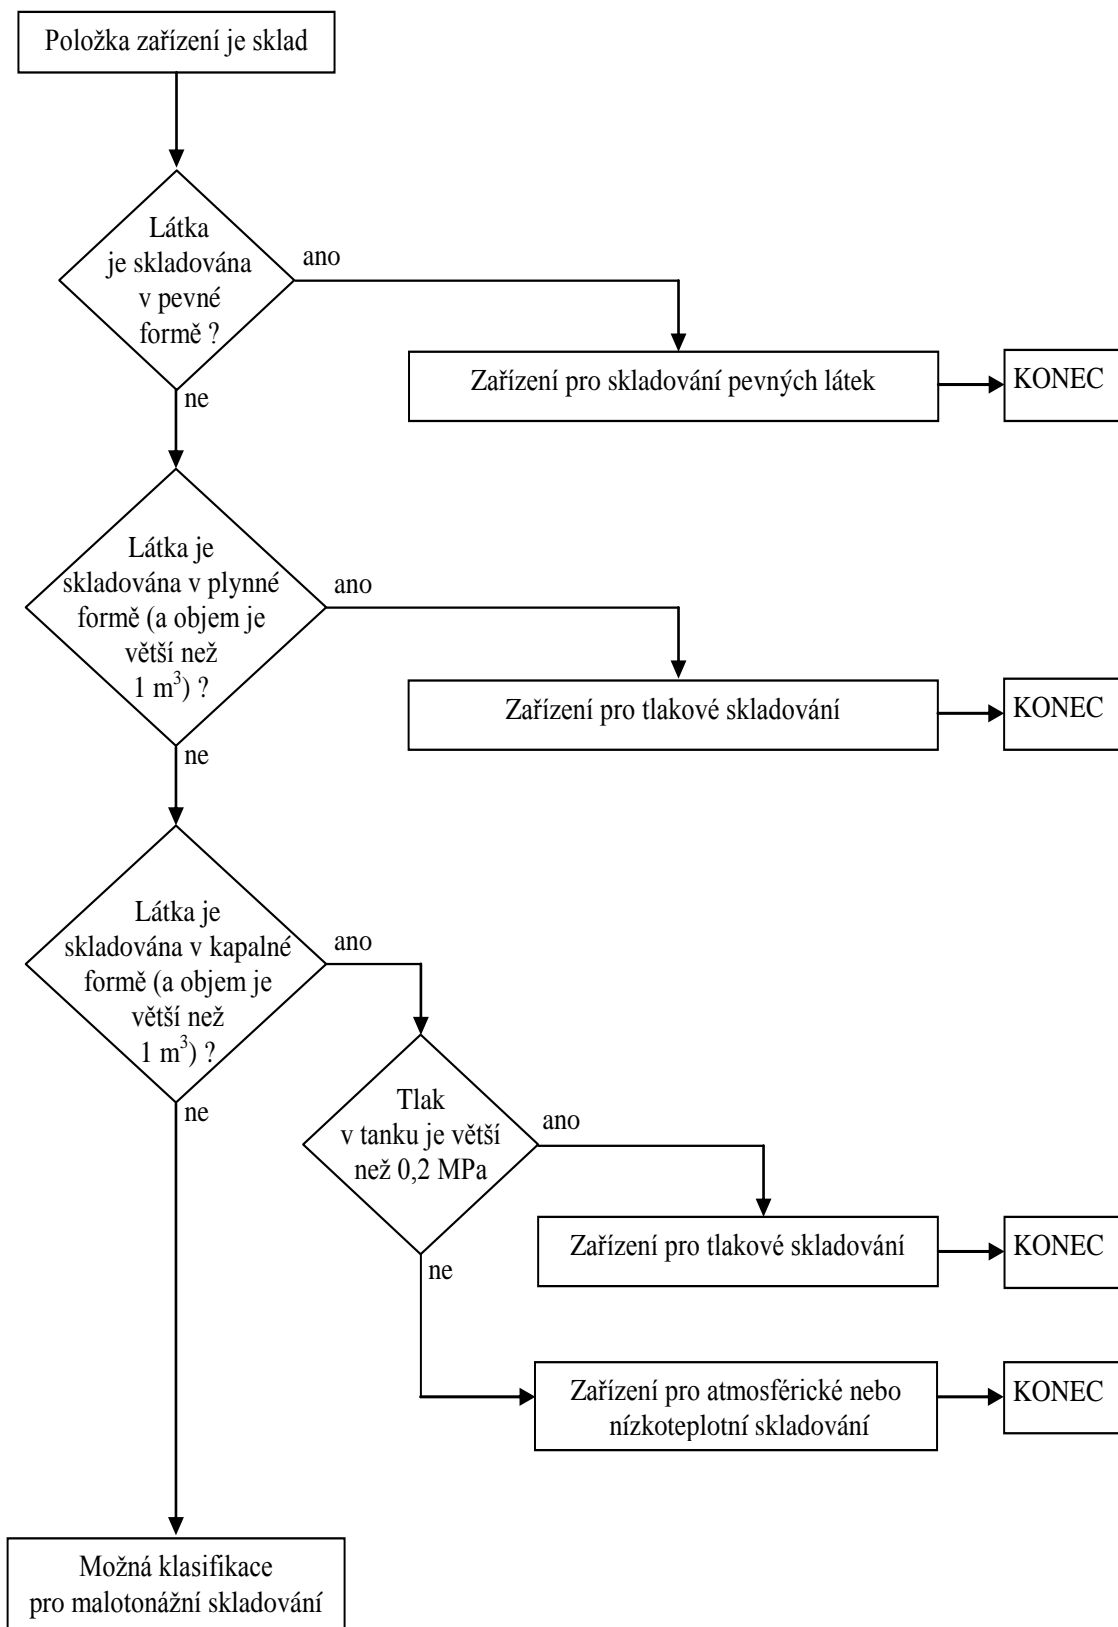 Položka zařízení je sklad
Látka
je skladována
v pevné
formě ?
ano
Zařízení pro skladování pevných látek
KONEC
ne
Látka je
skladována v plynné
formě (a objem je
větší než
1 m³) ?
ano
Zařízení pro tlakové skladování
KONEC
ne
Látka je
skladována v kapalné
formě (a objem je
větší než
1 m³) ?
ano
Tlak
v tanku je větší
než 0,2 MPa
ano
Zařízení pro tlakové skladování
KONEC
ne
Zařízení pro atmosférické nebo
nízkoteplotní skladování
KONEC
ne
Možná klasifikace
pro malotonážní skladování